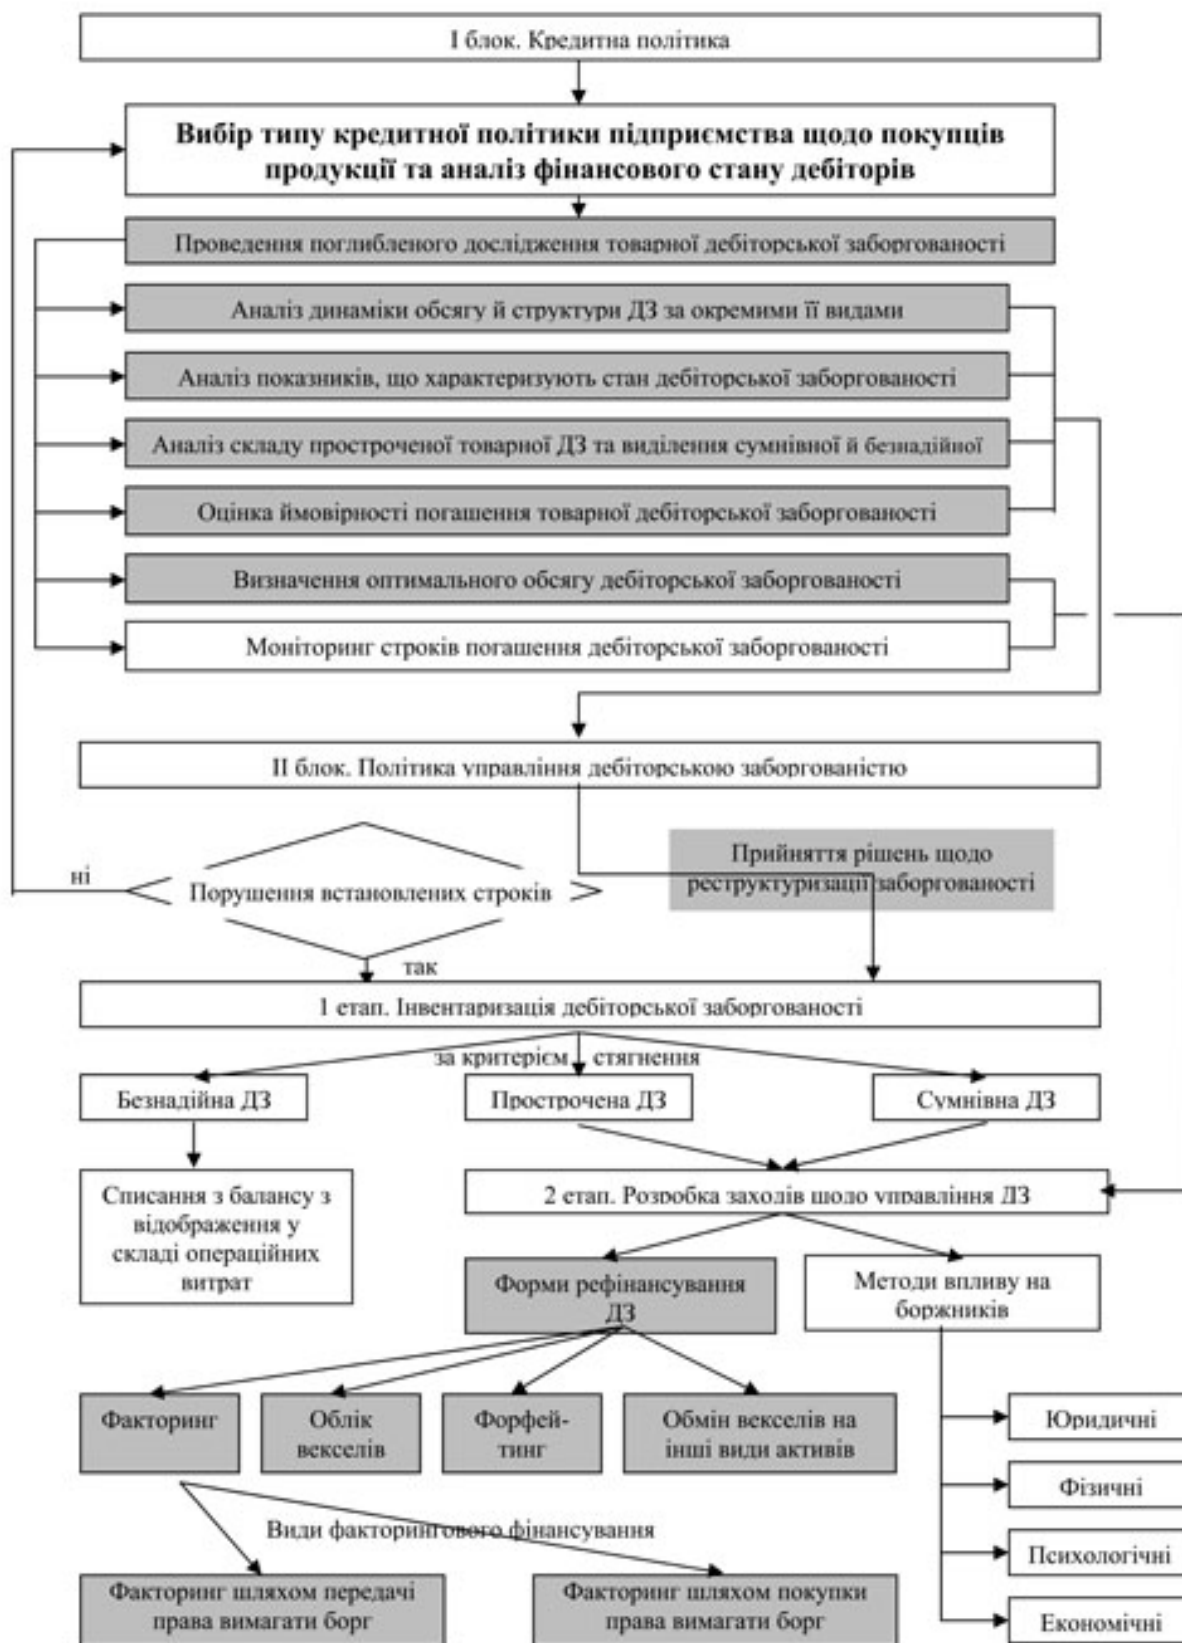 І блок. Кредитна політика
Вибір типу кредитної політики підприємства щодо покупців
продукції та аналіз фінансового стану дебіторів
Проведення поглибленого дослідження товарної дебіторської заборгованості
Аналіз динаміки обсягу й структури ДЗ за окремими її видами
Аналіз показників, що характеризують стан дебіторської заборгованості
Аналіз складу простроченої товарної ДЗ та виділення сумнівної й безнадійної
Оцінка ймовірності погашення товарної дебіторської заборгованості
Визначення оптимального обсягу дебіторської заборгованості
Моніторинг строків погашення дебіторської заборгованості
ІІ блок. Політика управління дебіторською заборгованістю
Прийняття рішень щодо
реструктуризації заборгованості
ні
Порушення встановлених строків
так
1 етап. Інвентаризація дебіторської заборгованості
за критерієм стягнення
Безнадійна ДЗ
Прострочена ДЗ
Сумнівна ДЗ
Списання з балансу з
відображення у
складі операційних
витрат
2 етап. Розробка заходів щодо управління ДЗ
Форми рефінансування
ДЗ
Методи впливу на
боржників
Факторинг
Облік
векселів
Форфей-
тинг
Обмін векселів на
інші види активів
Юридичні
Фізичні
Психологічні
Економічні
Види факторингового фінансування
Факторинг шляхом передачі
права вимагати борг
Факторинг шляхом покупки
права вимагати борг